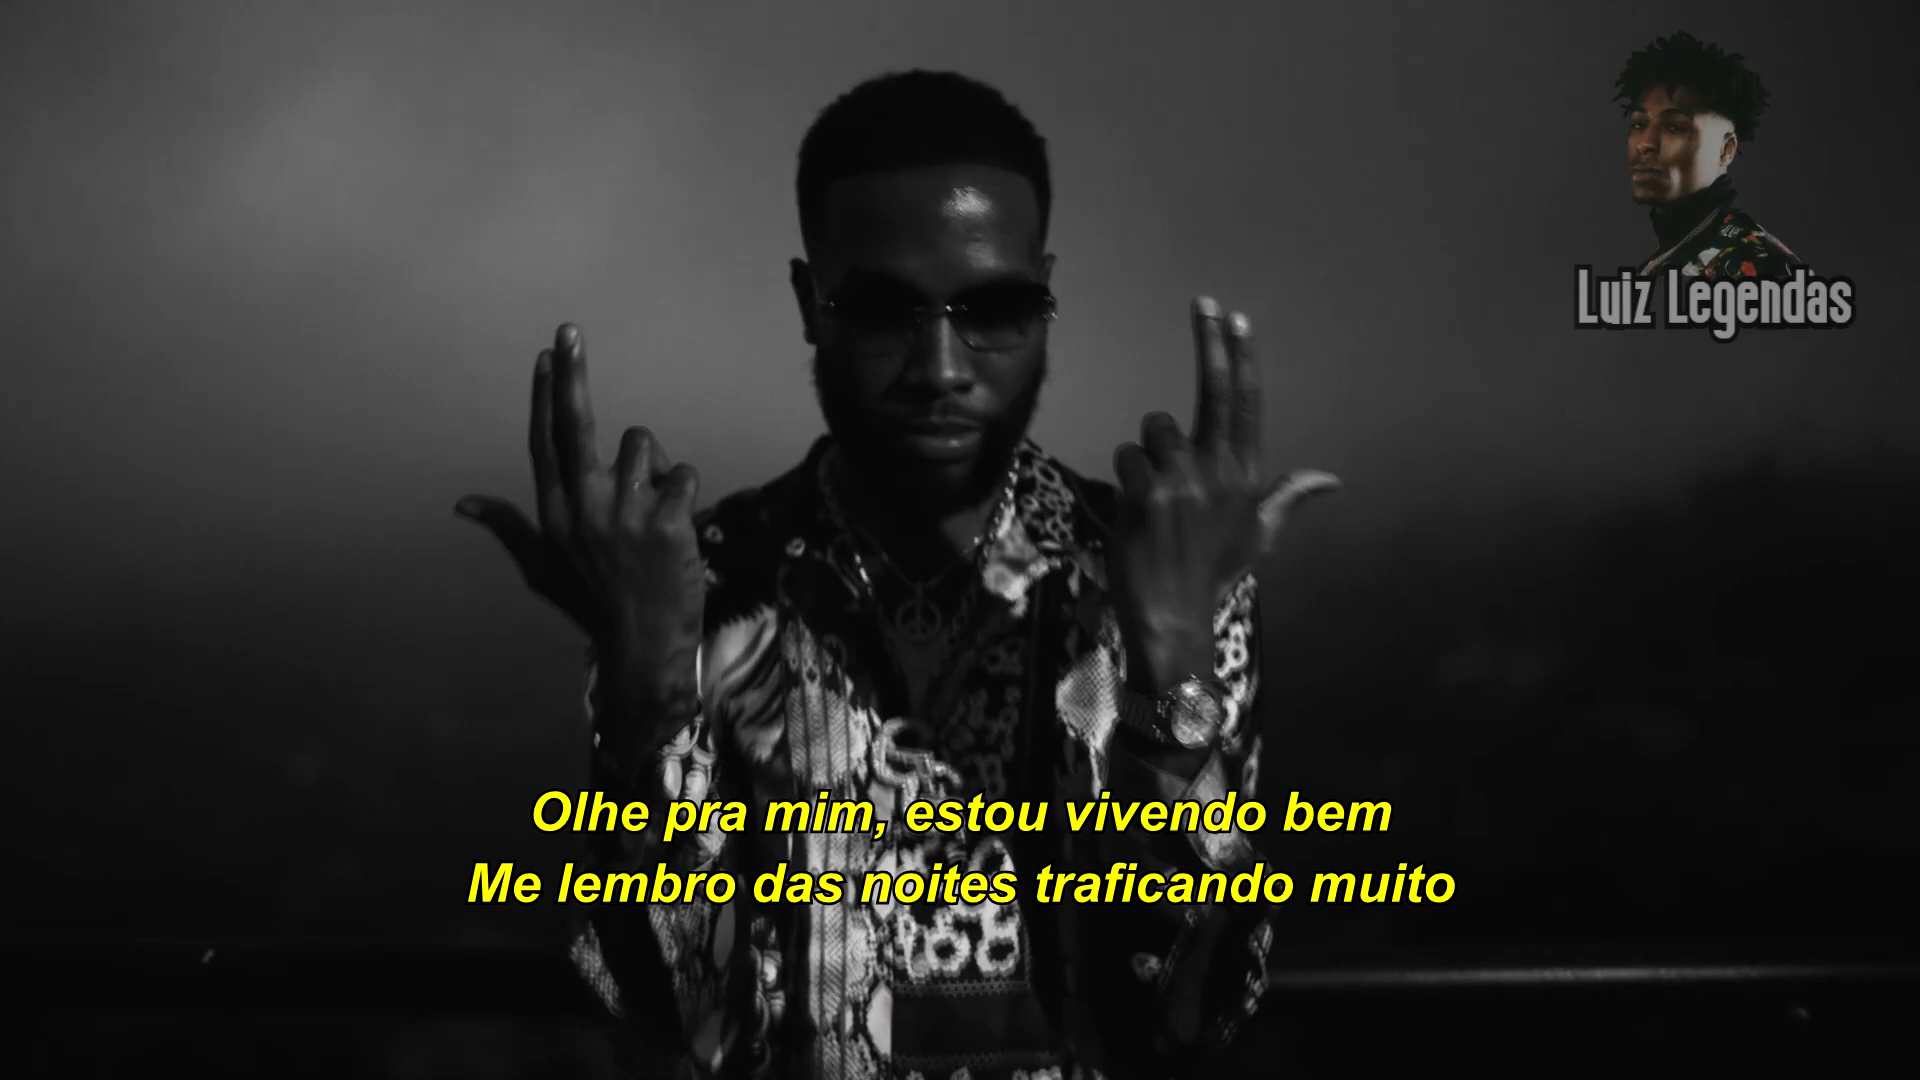 Luiz Legendas
Olhe pra mim, estou vivendo bem
Me lembro das noites traficando muito